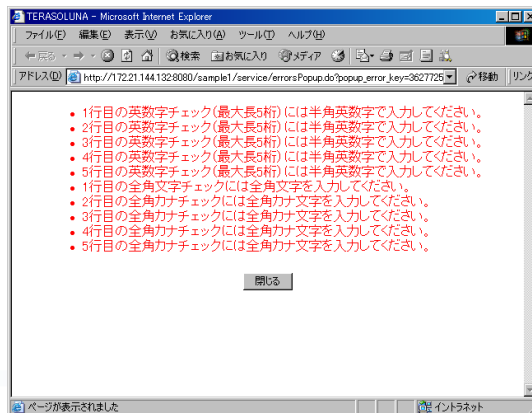 TERASOLUNA - Microsoft Internet Explorer
ファイル(F) 編集(E) 表示(V) お気に入り(A) ツール(T) ヘルプ(H)
戻る 検索 お気に入り メディア
アドレス(D) http://172.21.144.132:8080/sample1/service/errorsPopup.do?popup_error_key=3627725 移動 リンク
• 1行目の英数字チェック(最大長5桁)には半角英数字で入力してください。
• 2行目の英数字チェック(最大長5桁)には半角英数字で入力してください。
• 3行目の英数字チェック(最大長5桁)には半角英数字で入力してください。
• 4行目の英数字チェック(最大長5桁)には半角英数字で入力してください。
• 5行目の英数字チェック(最大長5桁)には半角英数字で入力してください。
• 1行目の全角文字チェックには全角文字を入力してください。
• 2行目の全角カナチェックには全角カナ文字を入力してください。
• 3行目の全角カナチェックには全角カナ文字を入力してください。
• 4行目の全角カナチェックには全角カナ文字を入力してください。
• 5行目の全角カナチェックには全角カナ文字を入力してください。
閉じる
ページが表示されました イントラネット